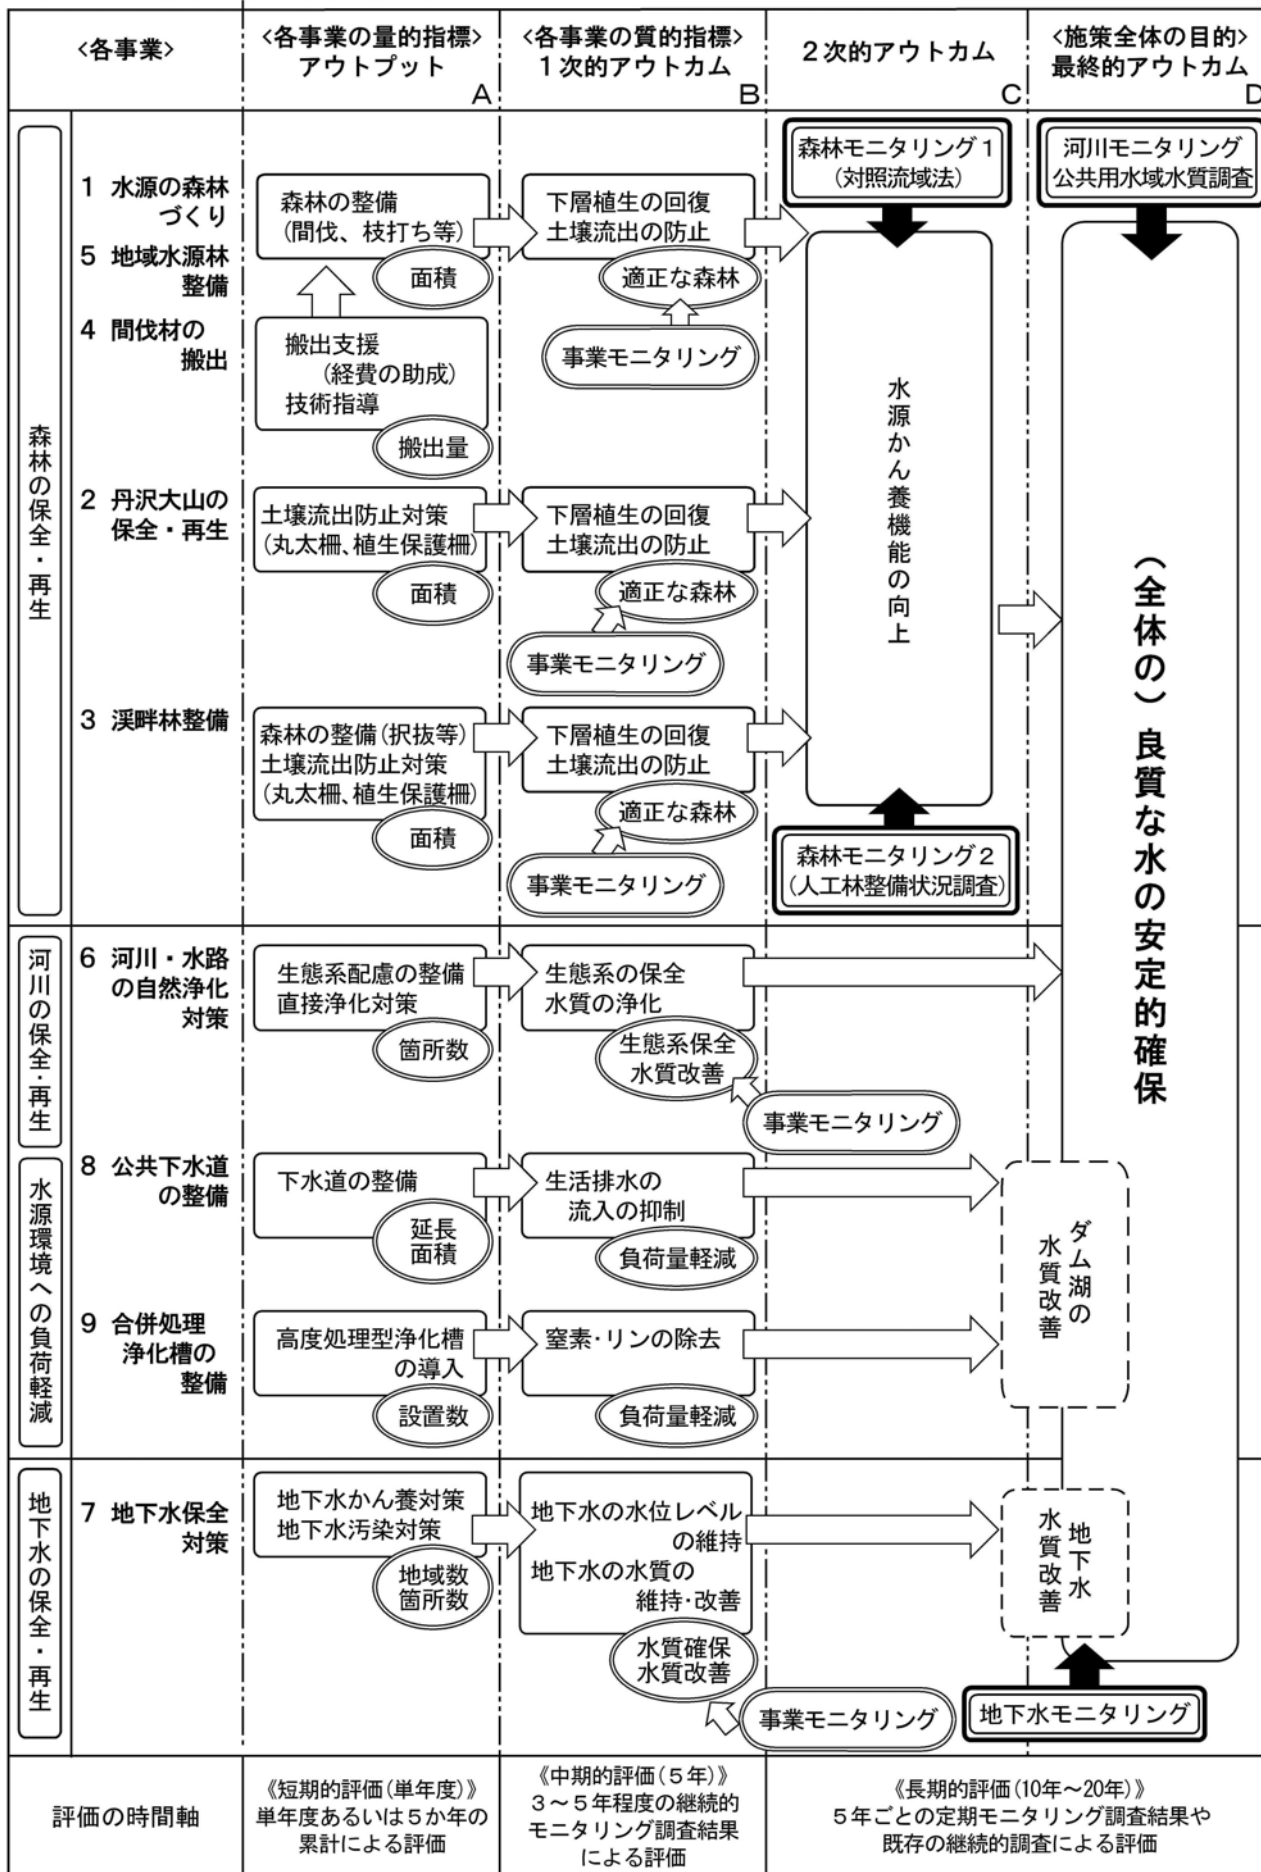 <各事業>
<各事業の量的指標>
アウトプット
A
<各事業の質的指標>
1次的アウトカム
B
2次的アウトカム
C
<施策全体の目的>
最終的アウトカム
D
森林の保全・再生
1 水源の森林
づくり
5 地域水源林
整備
4 間伐材の
搬出
2 丹沢大山の
保全・再生
3 渓畔林整備
森林の整備
(間伐、枝打ち等)
面積
搬出支援
(経費の助成)
技術指導
搬出量
土壌流出防止対策
(丸太柵、植生保護柵)
面積
森林の整備(択抜等)
土壌流出防止対策
(丸太柵、植生保護柵)
面積
下層植生の回復
土壌流出の防止
適正な森林
事業モニタリング
下層植生の回復
土壌流出の防止
適正な森林
事業モニタリング
下層植生の回復
土壌流出の防止
適正な森林
事業モニタリング
森林モニタリング1
(対照流域法)
水源かん養機能の向上
森林モニタリング2
(人工林整備状況調査)
河川モニタリング
公共用水域水質調査
(全体の)良質な水の安定的確保
河川の保全・再生
6 河川・水路
の自然浄化
対策
生態系配慮の整備
直接浄化対策
箇所数
生態系の保全
水質の浄化
生態系保全
水質改善
事業モニタリング
水源環境への負荷軽減
8 公共下水道
の整備
下水道の整備
延長
面積
生活排水の
流入の抑制
負荷量軽減
9 合併処理
浄化槽の
整備
高度処理型浄化槽
の導入
設置数
窒素・リンの除去
負荷量軽減
ダム湖の
水質改善
地下水の保全・再生
7 地下水保全
対策
地下水かん養対策
地下水汚染対策
地域数
箇所数
地下水の水位レベル
の維持
地下水の水質の
維持・改善
水質確保
水質改善
事業モニタリング
地下水
水質改善
地下水モニタリング
評価の時間軸
《短期的評価(単年度)》
単年度あるいは5か年の
累計による評価
《中期的評価(5年)》
3～5年程度の継続的
モニタリング調査結果
による評価
《長期的評価(10年～20年)》
5年ごとの定期モニタリング調査結果や
既存の継続的調査による評価